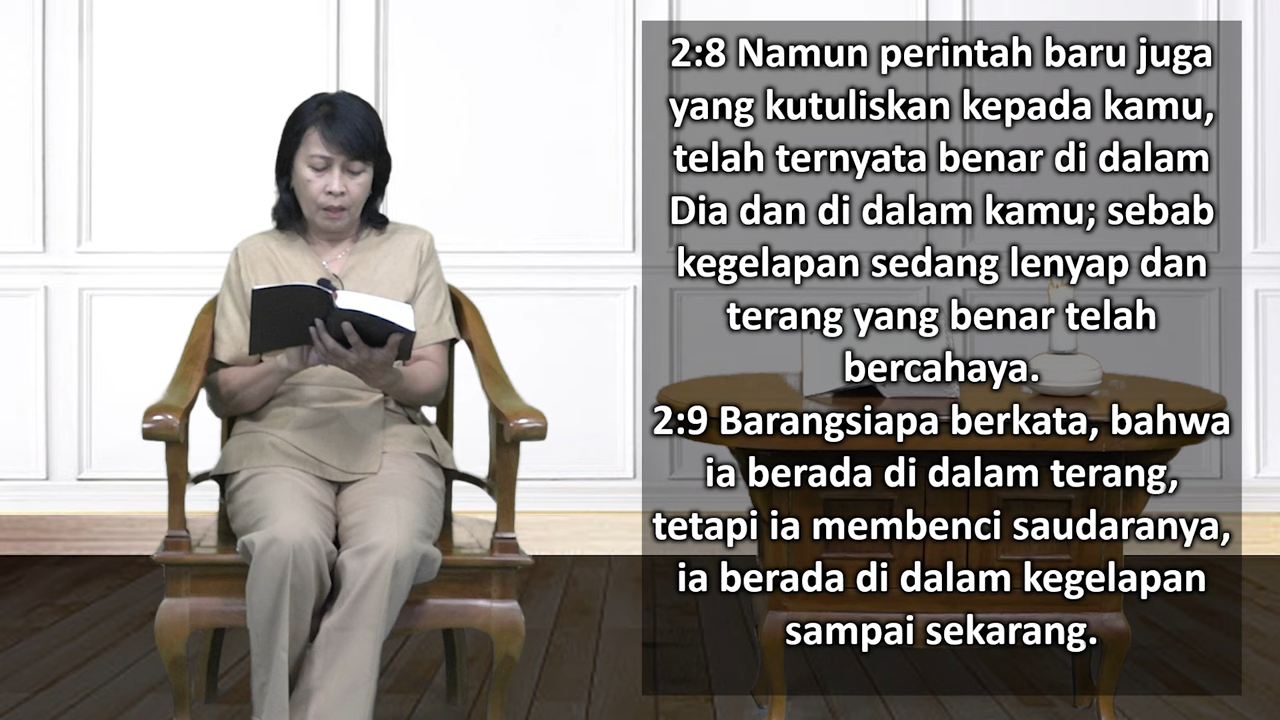 2:8 Namun perintah baru juga
yang kutuliskan kepada kamu,
telah ternyata benar di dalam
Dia dan di dalam kamu; sebab
kegelapan sedang lenyap dan
terang yang benar telah
bercahaya.
2:9 Barangsiapa berkata, bahwa
ia berada di dalam terang,
tetapi ia membenci saudaranya,
ia berada di dalam kegelapan
sampai sekarang.